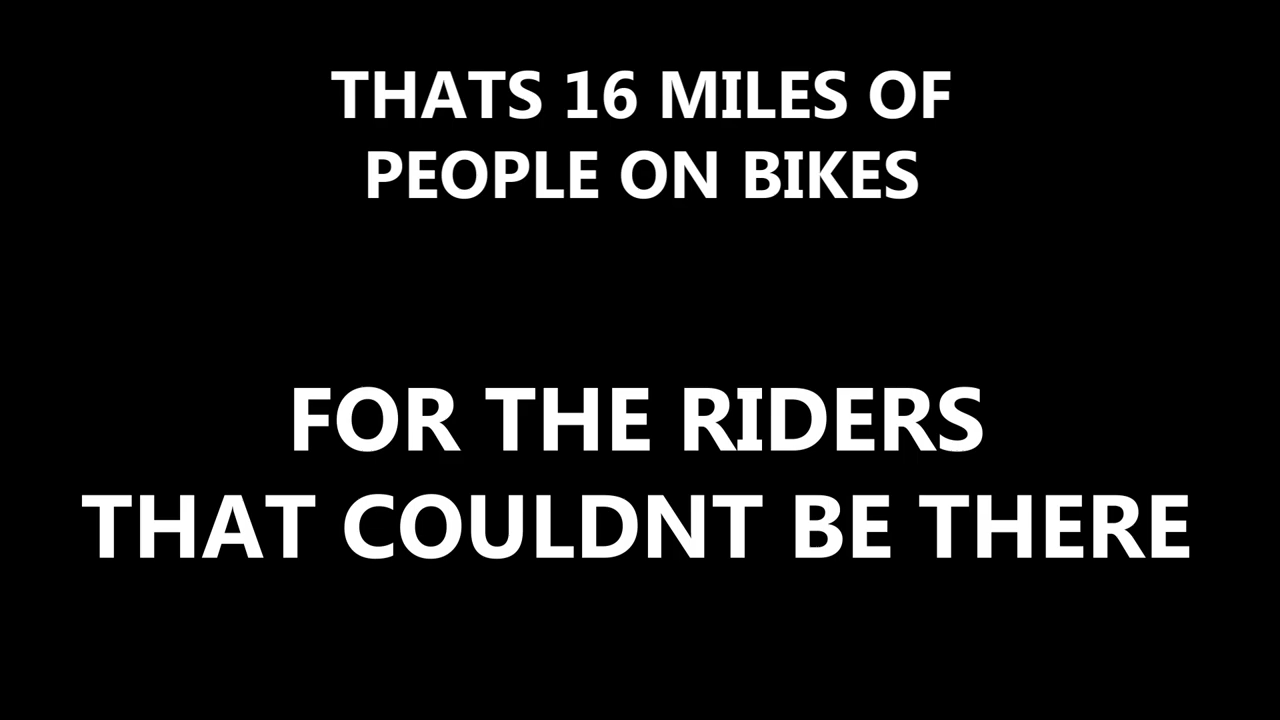 THATS 16 MILES OF
PEOPLE ON BIKES
FOR THE RIDERS
THAT COULDNT BE THERE